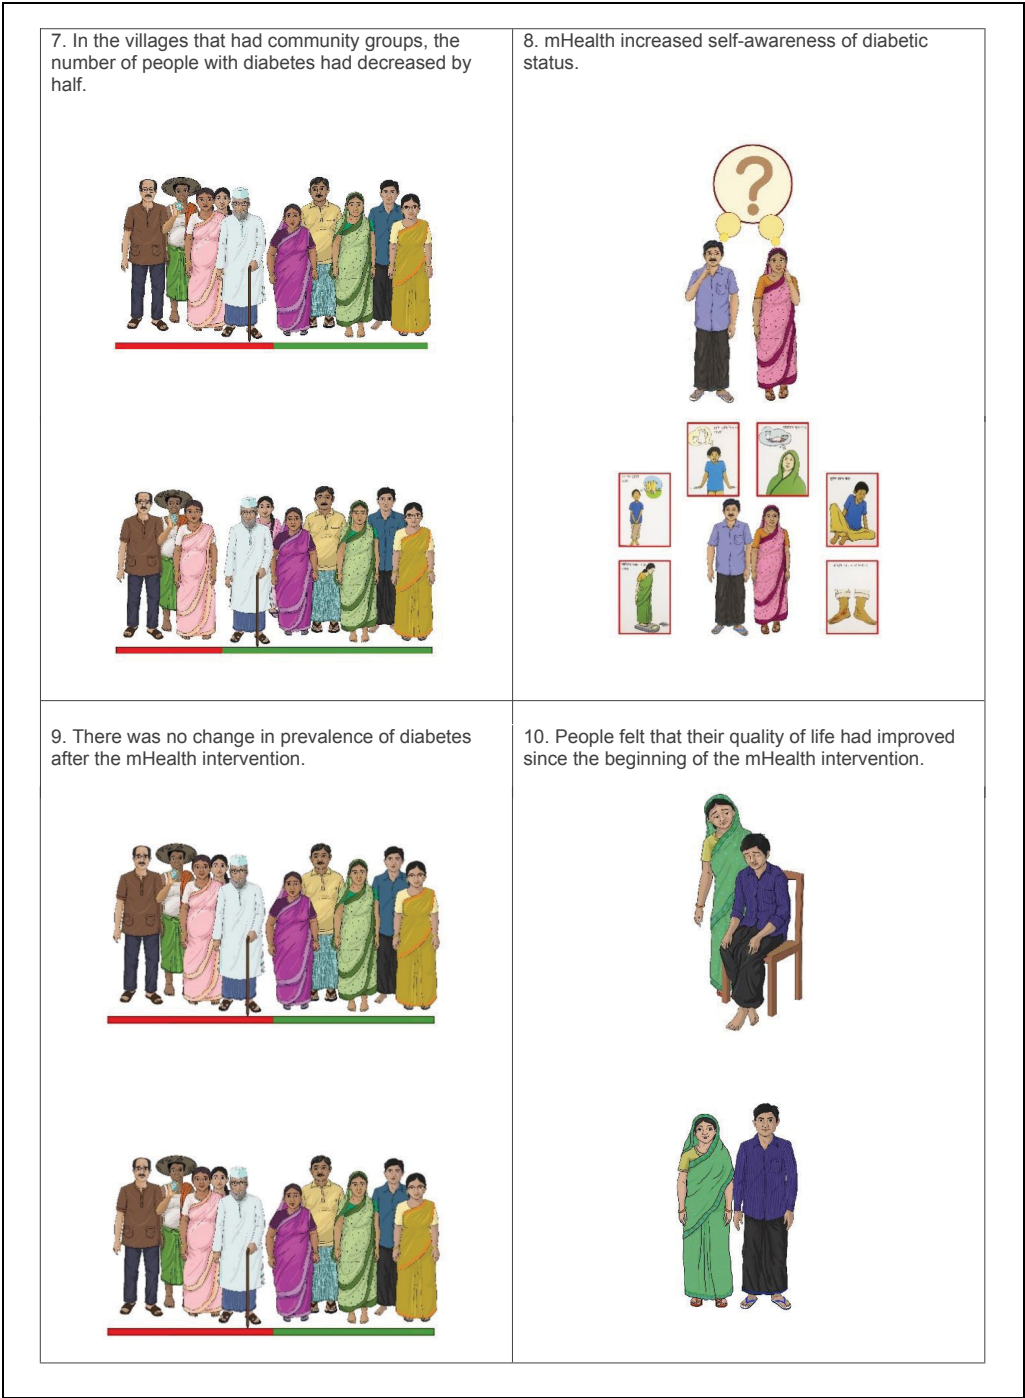 7. In the villages that had community groups, the
number of people with diabetes had decreased by
half.
8. mHealth increased self-awareness of diabetic
status.
9. There was no change in prevalence of diabetes
after the mHealth intervention.
10. People felt that their quality of life had improved
since the beginning of the mHealth intervention.